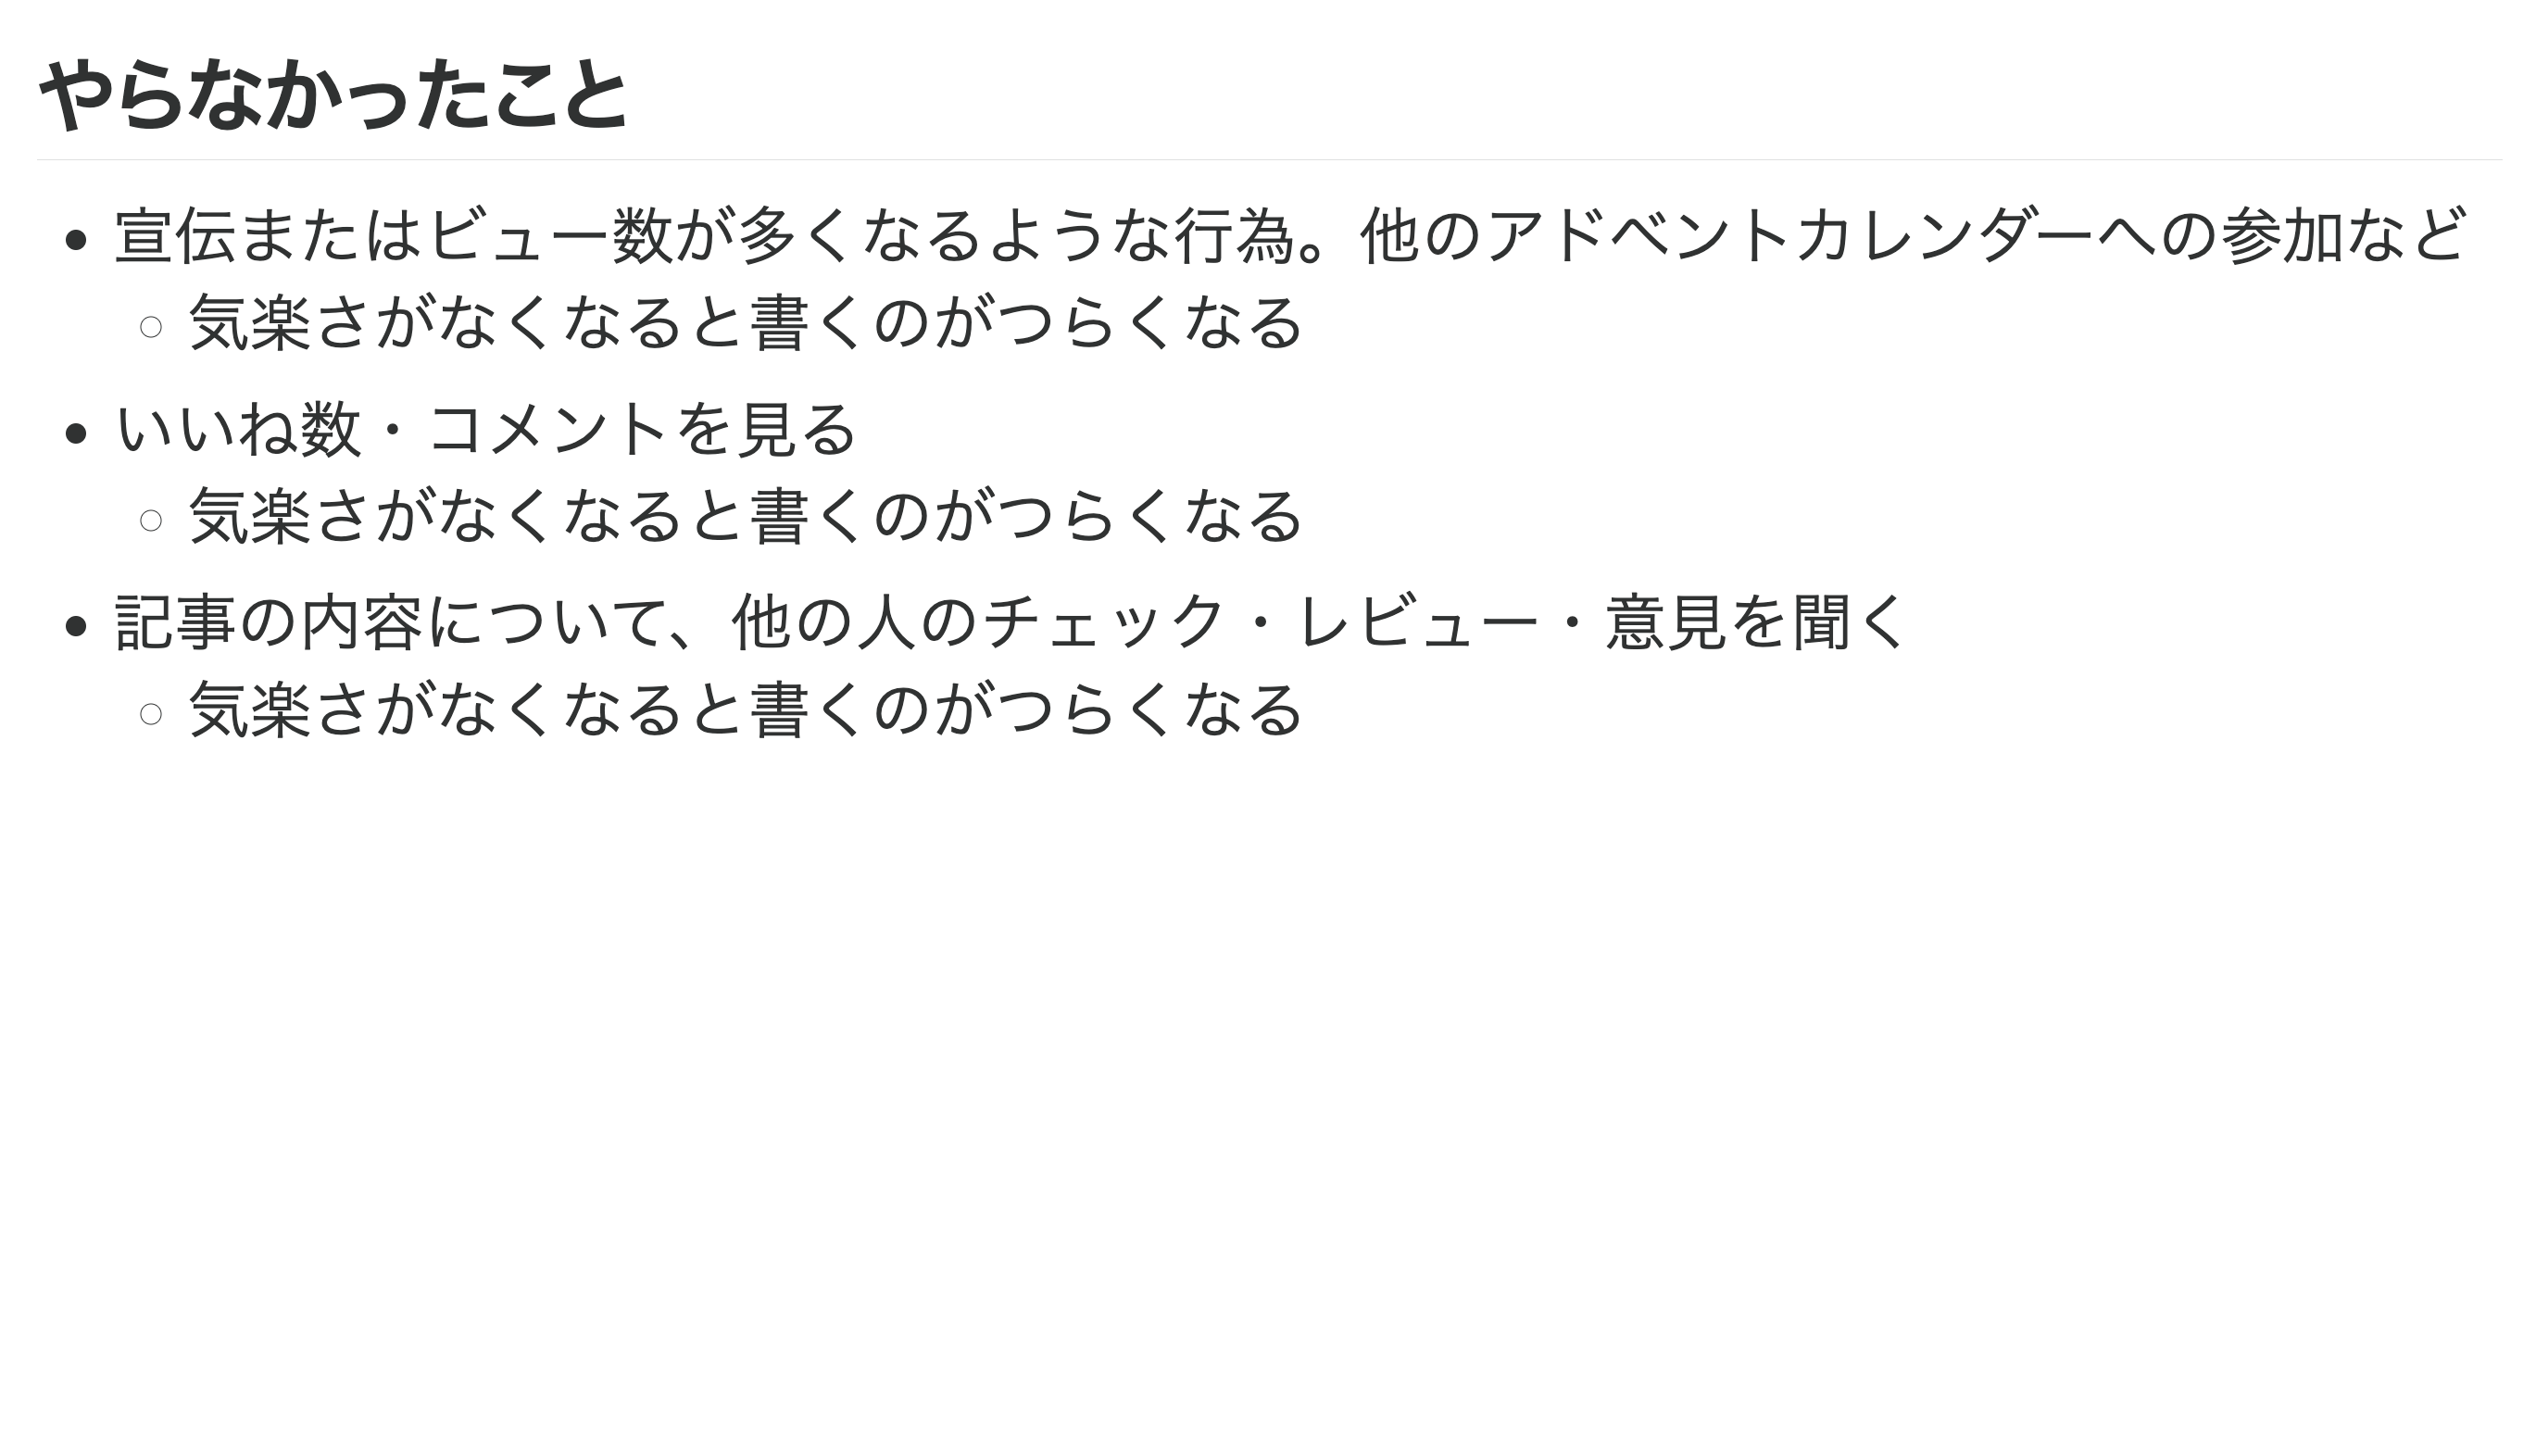 やらなかったこと
宣伝またはビュー数が多くなるような行為。他のアドベントカレンダーへの参加など
気楽さがなくなると書くのがつらくなる
いいね数・コメントを見る
気楽さがなくなると書くのがつらくなる
記事の内容について、他の人のチェック・レビュー・意見を聞く
気楽さがなくなると書くのがつらくなる